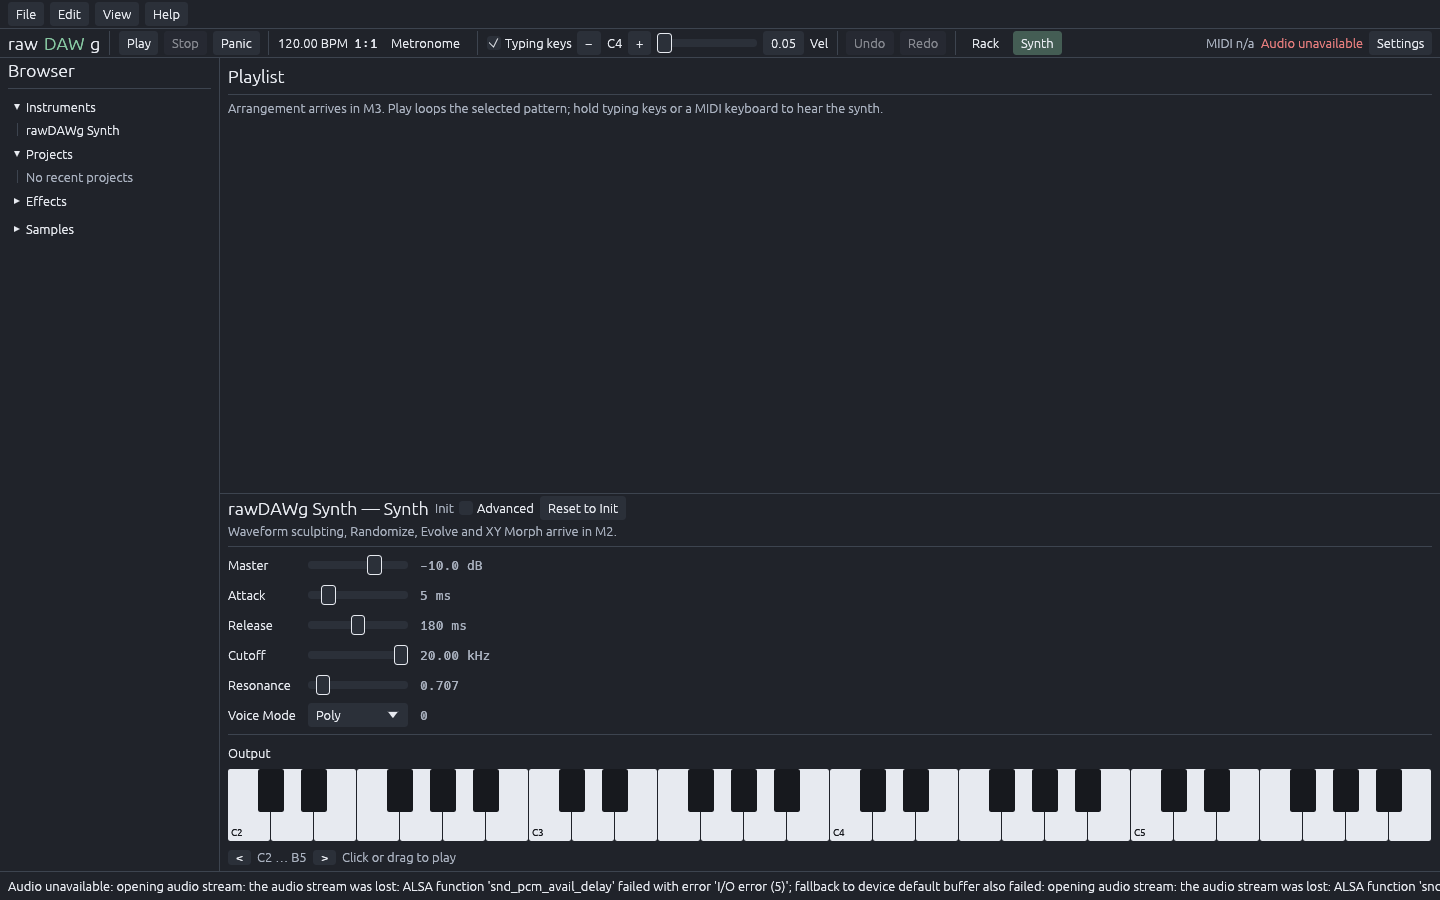 File Edit View Help
raw DAW g Play Stop Panic 120.00 BPM 1:1 Metronome Typing keys − C4 + 0.05 Vel Undo Redo Rack Synth MIDI n/a Audio unavailable Settings
Browser
Instruments
rawDAWg Synth
Projects
No recent projects
Effects
Samples
Playlist
Arrangement arrives in M3. Play loops the selected pattern; hold typing keys or a MIDI keyboard to hear the synth.
rawDAWg Synth — Synth Init Advanced Reset to Init
Waveform sculpting, Randomize, Evolve and XY Morph arrive in M2.
Master −10.0 dB
Attack 5 ms
Release 180 ms
Cutoff 20.00 kHz
Resonance 0.707
Voice Mode Poly 0
Output
C2 C3 C4 C5
< C2 … B5 > Click or drag to play
Audio unavailable: opening audio stream: the audio stream was lost: ALSA function 'snd_pcm_avail_delay' failed with error 'I/O error (5)'; fallback to device default buffer also failed: opening audio stream: the audio stream was lost: ALSA function 'snd